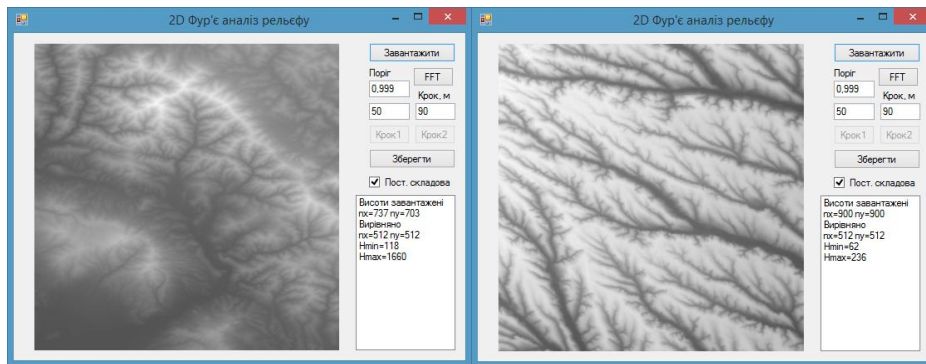 2D Фур'є аналіз рельєфу
Завантажити
Поріг
0,999
FFT
Крок, м
50
90
Крок1
Крок2
Зберегти
Пост. складова
Висоти завантажені
nx=737 ny=703
Вирівняно
nx=512 ny=512
Hmin=118
Hmax=1660
2D Фур'є аналіз рельєфу
Завантажити
Поріг
0,999
FFT
Крок, м
50
90
Крок1
Крок2
Зберегти
Пост. складова
Висоти завантажені
nx=900 ny=900
Вирівняно
nx=512 ny=512
Hmin=62
Hmax=236